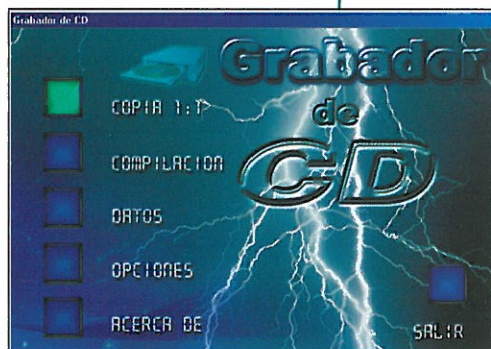 Grabador de CD
Grabador
de
CD
COPIA 1:1
COMPILACION
DATOS
OPCIONES
ACERCA DE
SALIR